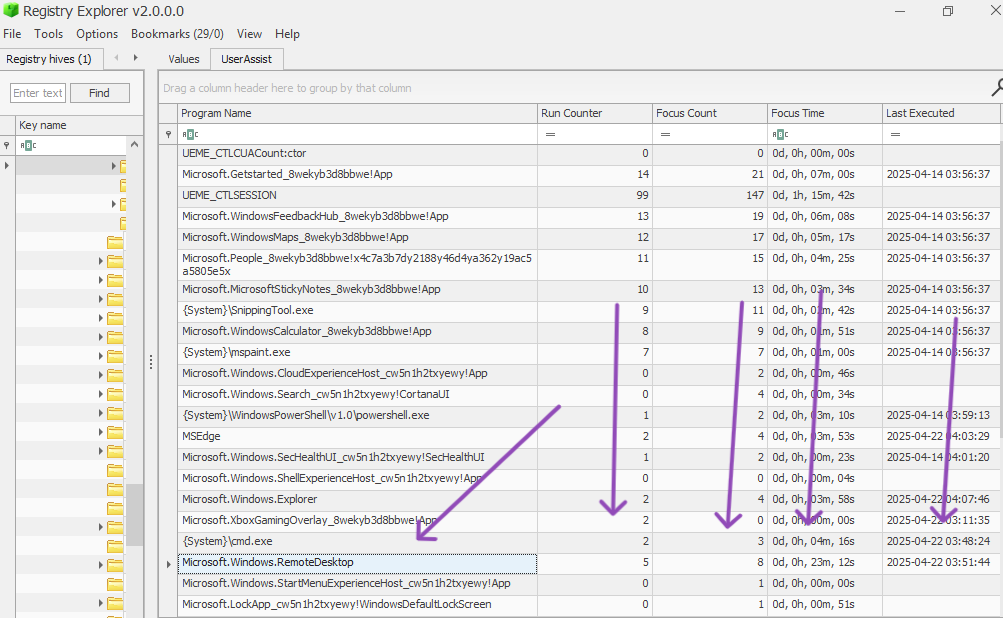 Registry Explorer v2.0.0.0
File Tools Options Bookmarks (29/0) View Help
Registry hives (1) Values UserAssist
Drag a column header here to group by that column
Enter text Find
Key name
Program Name Run Counter Focus Count Focus Time Last Executed
UEME_CTLCUACount:ctor 0 0 0d, 0h, 00m, 00s
Microsoft.Getstarted_8wekyb3d8bbwe!App 14 21 0d, 0h, 07m, 00s 2025-04-14 03:56:37
UEME_CTLSESSION 99 147 0d, 1h, 15m, 42s
Microsoft.WindowsFeedbackHub_8wekyb3d8bbwe!App 13 19 0d, 0h, 06m, 08s 2025-04-14 03:56:37
Microsoft.WindowsMaps_8wekyb3d8bbwe!App 12 17 0d, 0h, 05m, 17s 2025-04-14 03:56:37
Microsoft.People_8wekyb3d8bbwe!x4c7a3b7dy2188y46d4ya362y19ac5 11 15 0d, 0h, 04m, 25s 2025-04-14 03:56:37
a5805e5x
Microsoft.MicrosoftStickyNotes_8wekyb3d8bbwe!App 10 13 0d, 0h, 03m, 34s 2025-04-14 03:56:37
{System}\SnippingTool.exe 9 11 0d, 0h, 42s 2025-04-14 03:56:37
Microsoft.WindowsCalculator_8wekyb3d8bbwe!App 8 9 0d, 0h, 51s 2025-04-14 03:56:37
{System}\mspaint.exe 7 7 0d, 0h, 00s 2025-04-14 03:56:37
Microsoft.Windows.CloudExperienceHost_cw5n1h2txyewy!App 0 2 0d, 0h, 00m, 46s
Microsoft.Windows.Search_cw5n1h2txyewy!CortanaUI 0 4 0d, 0h, 00m, 34s
{System}\WindowsPowerShell\v1.0\powershell.exe 1 2 0d, 0h, 03m, 10s 2025-04-14 03:59:13
MSEdge 2 4 0d, 0h, 03m, 53s 2025-04-22 04:03:29
Microsoft.Windows.SecHealthUI_cw5n1h2txyewy!SecHealthUI 1 2 0d, 0h, 00m, 23s 2025-04-14 04:01:20
Microsoft.Windows.ShellExperienceHost_cw5n1h2txyewy!App 0 0 0d, 0h, 00m, 04s
Microsoft.Windows.Explorer 2 4 0d, 0h, 03m, 58s 2025-04-22 04:07:46
Microsoft.XboxGamingOverlay_8wekyb3d8bbwe!App 2 0 0d, 0h, 00m, 00s 2025-04-22 03:11:35
{System}\cmd.exe 2 3 0d, 0h, 04m, 16s 2025-04-22 03:48:24
Microsoft.Windows.RemoteDesktop 5 8 0d, 0h, 23m, 12s 2025-04-22 03:51:44
Microsoft.Windows.StartMenuExperienceHost_cw5n1h2txyewy!App 0 1 0d, 0h, 00m, 00s
Microsoft.LockApp_cw5n1h2txyewy!WindowsDefaultLockScreen 0 1 0d, 0h, 00m, 51s